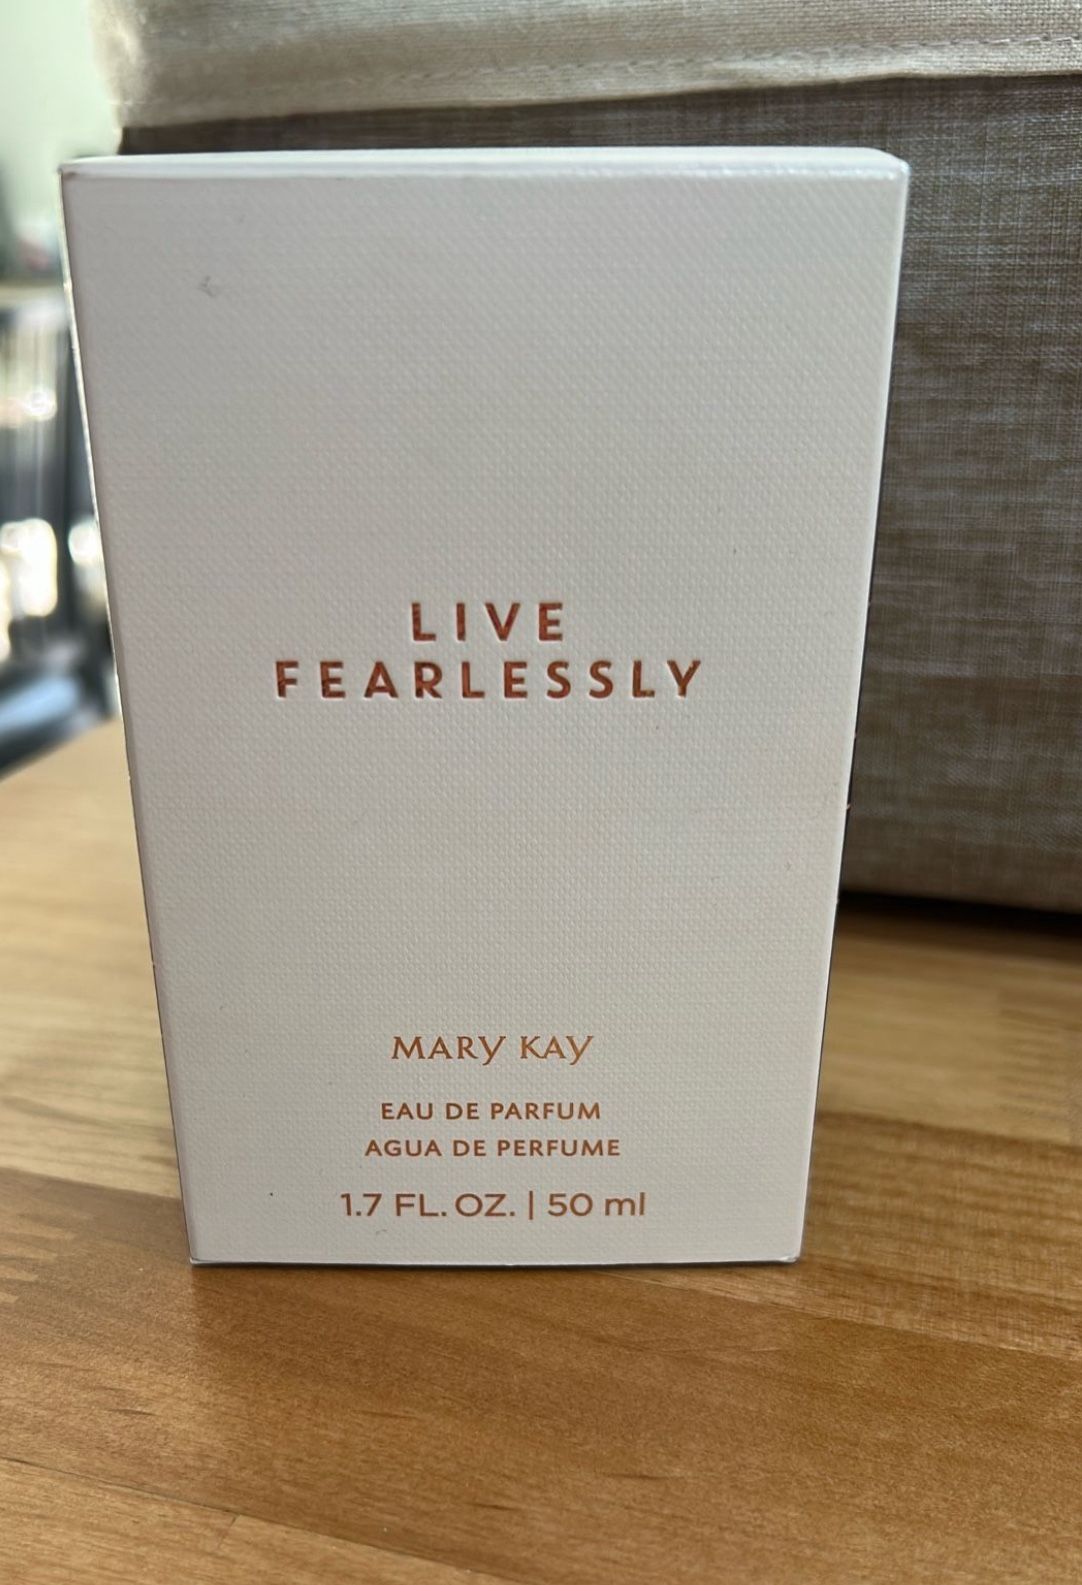 LIVE
FEARLESSLY
MARY KAY
EAU DE PARFUM
AGUA DE PERFUME
1.7 FL. OZ. | 50 ml